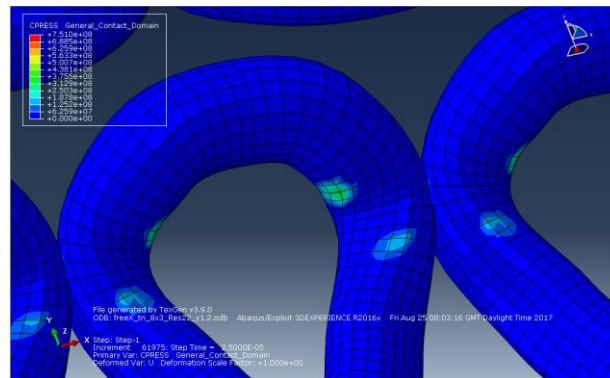 CPRESS General_Contact_Domain
+7.510e+08
+6.885e+08
+6.259e+08
+5.633e+08
+5.007e+08
+4.381e+08
+3.755e+08
+3.129e+08
+2.503e+08
+1.878e+08
+1.252e+08
+6.259e+07
+0.000e+00
File generated by TexGen v3.9.0
Abaqus/Explicit 3DEXPERIENCE R2016x Fri Aug 25 08:03:16 GMT Daylight Time 2017
Y
Z
X
Step: Step-1
Increment 61975: Step Time = 2.5000E-05
Primary Var: CPRESS General_Contact_Domain
Deformed Var: U Deformation Scale Factor: +1.000e+00